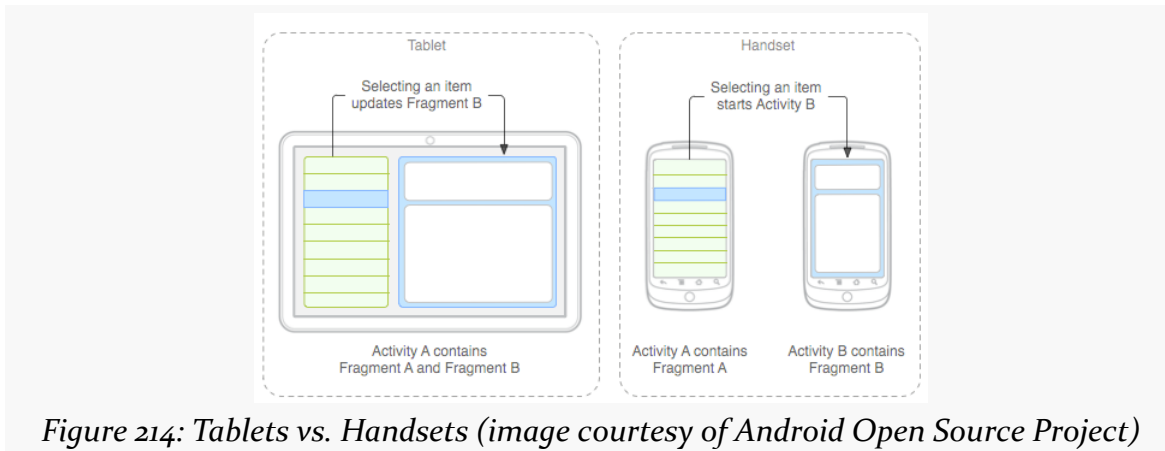 Tablet
Selecting an item
updates Fragment B
Activity A contains
Fragment A and Fragment B
Handset
Selecting an item
starts Activity B
Activity A contains
Fragment A
Activity B contains
Fragment B
Figure 214: Tablets vs. Handsets (image courtesy of Android Open Source Project)